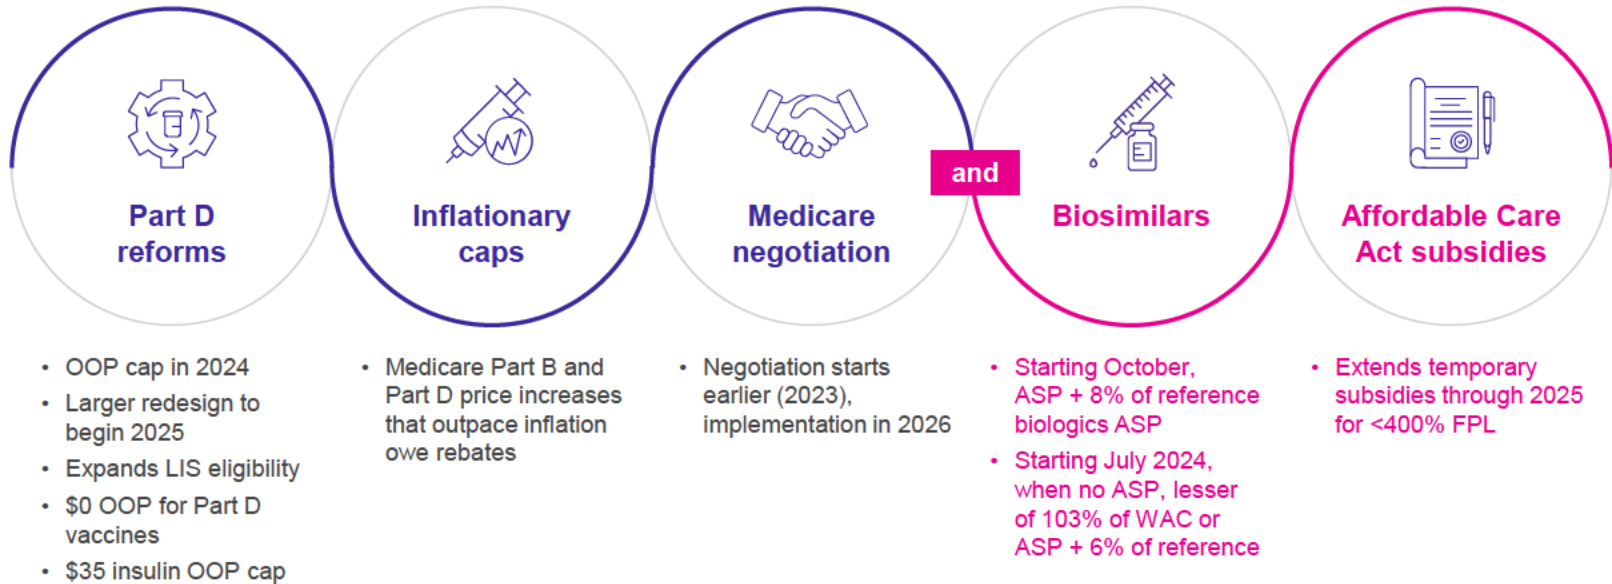 Part D
reforms
• OOP cap in 2024
• Larger redesign to
begin 2025
• Expands LIS eligibility
• $0 OOP for Part D
vaccines
• $35 insulin OOP cap
Inflationary
caps
• Medicare Part B and
Part D price increases
that outpace inflation
owe rebates
Medicare
negotiation
• Negotiation starts
earlier (2023),
implementation in 2026
and
Biosimilars
• Starting October,
ASP + 8% of reference
biologics ASP
• Starting July 2024,
when no ASP, lesser
of 103% of WAC or
ASP + 6% of reference
Affordable Care
Act subsidies
• Extends temporary
subsidies through 2025
for <400% FPL